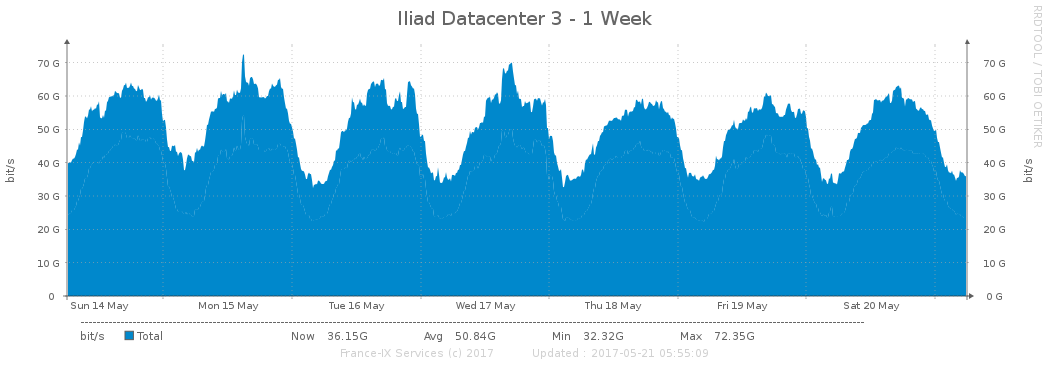 Iliad Datacenter 3 - 1 Week
RRDTOOL / TOBI OETIKER
bit/s
70 G 70 G
60 G 60 G
50 G 50 G
40 G 40 G
30 G 30 G
20 G 20 G
10 G 10 G
0 0 G
bit/s
Sun 14 May Mon 15 May Tue 16 May Wed 17 May Thu 18 May Fri 19 May Sat 20 May
bit/s Total Now 36.15G Avg 50.84G Min 32.32G Max 72.35G
France-IX Services (c) 2017 Updated : 2017-05-21 05:55:09